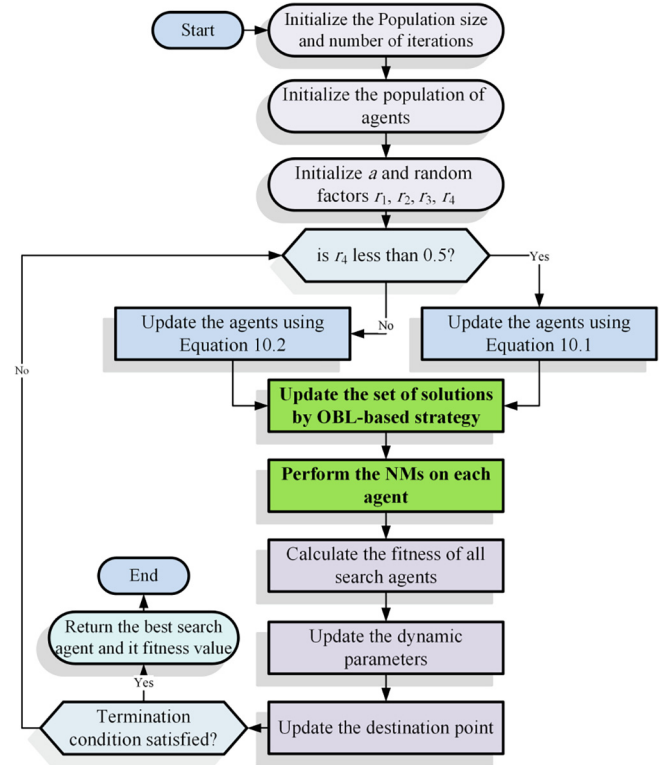 Start
Initialize the Population size
and number of iterations
Initialize the population of
agents
Initialize a and random
factors r₁, r₂, r₃, r₄
is r₄ less than 0.5?
Yes
No
Update the agents using
Equation 10.2
Update the agents using
Equation 10.1
No
Update the set of solutions
by OBL-based strategy
Perform the NMs on each
agent
Calculate the fitness of all
search agents
End
Return the best search
agent and it fitness value
Update the dynamic
parameters
Yes
Termination
condition satisfied?
Update the destination point